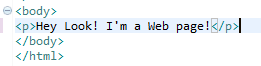 <body>
<p>Hey Look! I'm a Web page!</p>
</body>
</html>